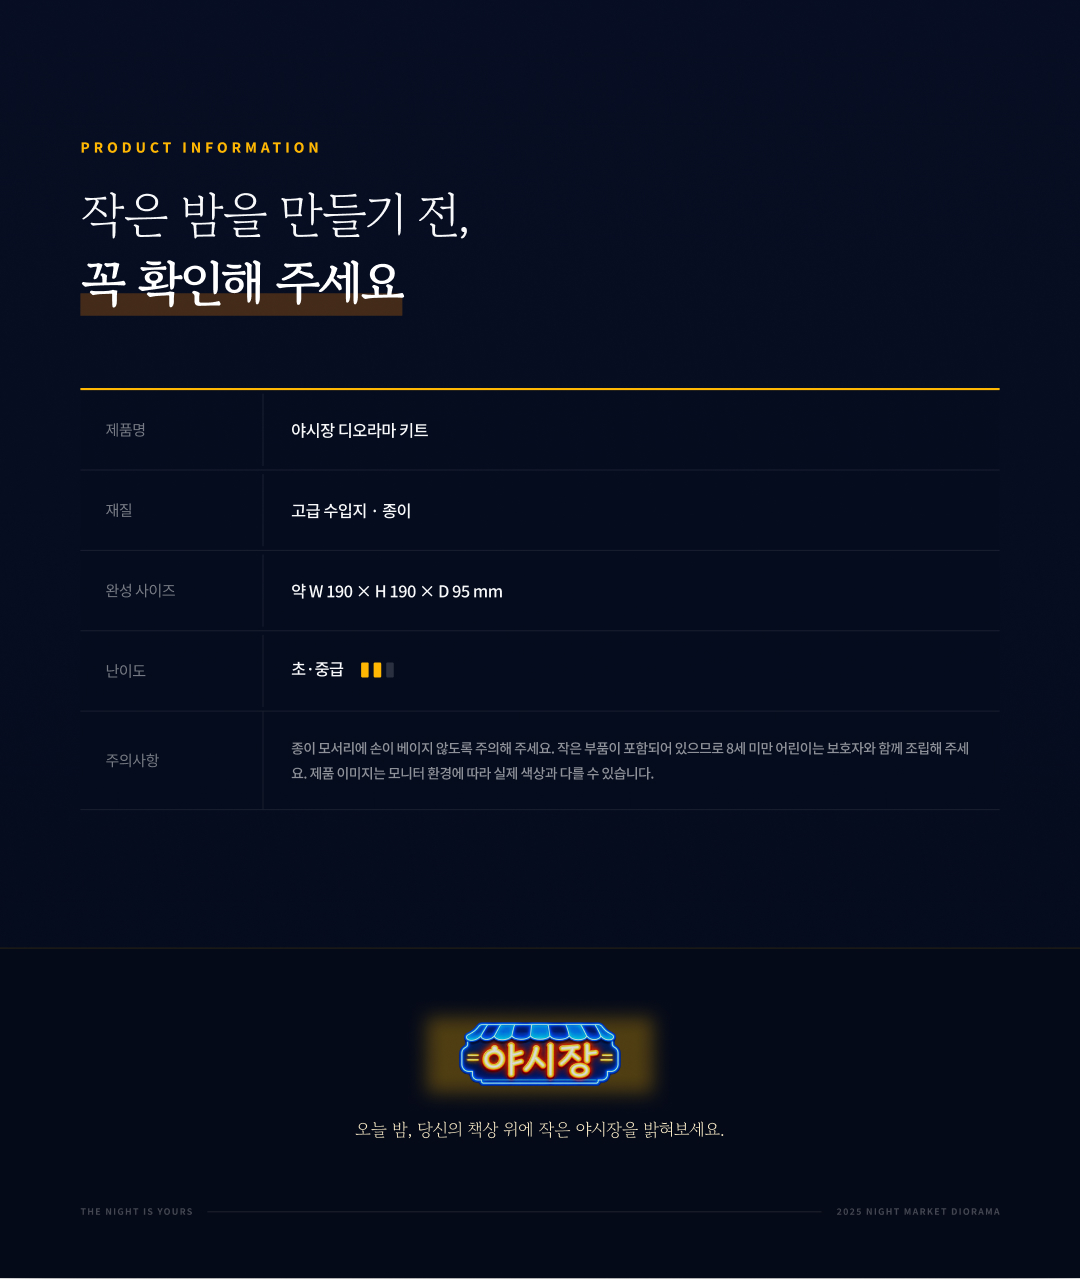 PRODUCT INFORMATION
작은 밤을 만들기 전,
꼭 확인해 주세요
제품명
야시장 디오라마 키트
재질
고급 수입지 · 종이
완성 사이즈
약 W 190 × H 190 × D 95 mm
난이도
초·중급
주의사항
종이 모서리에 손이 베이지 않도록 주의해 주세요. 작은 부품이 포함되어 있으므로 8세 미만 어린이는 보호자와 함께 조립해 주세
요. 제품 이미지는 모니터 환경에 따라 실제 색상과 다를 수 있습니다.
야시장
오늘 밤, 당신의 책상 위에 작은 야시장을 밝혀보세요.
THE NIGHT IS YOURS
2025 NIGHT MARKET DIORAMA